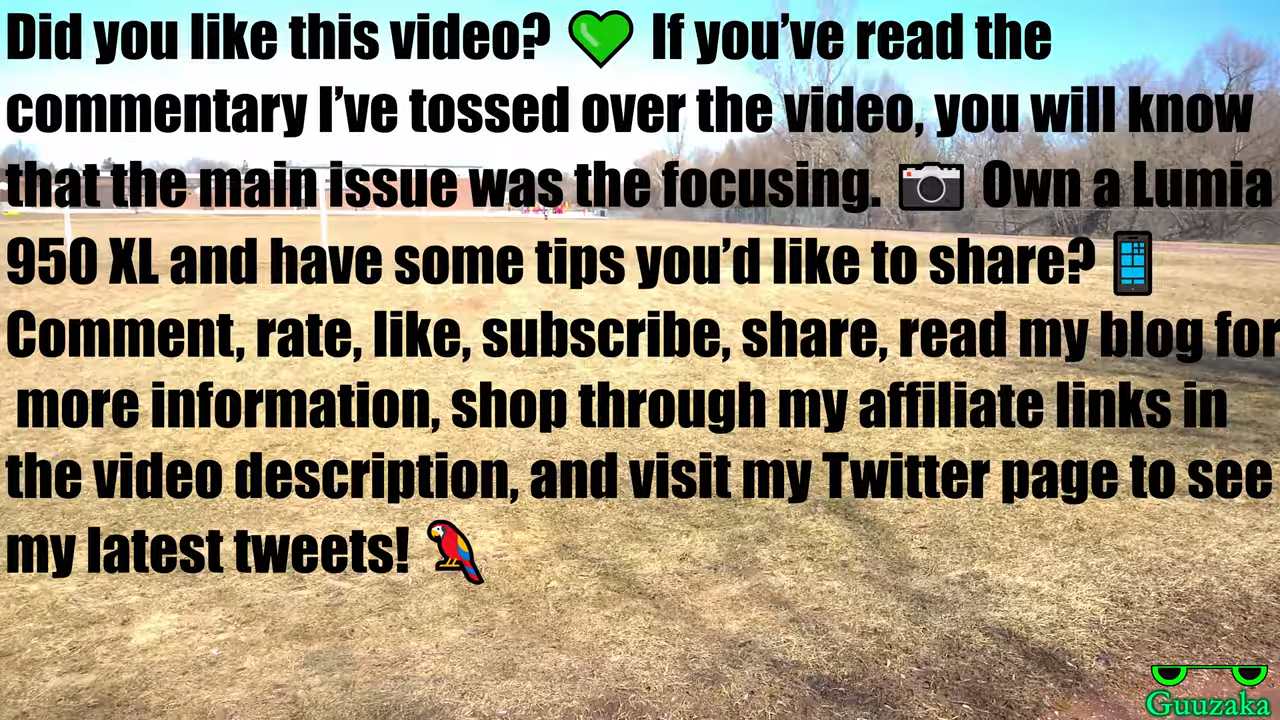 Did you like this video? 💚 If you’ve read the
commentary I’ve tossed over the video, you will know
that the main issue was the focusing. 📷 Own a Lumia
950 XL and have some tips you’d like to share? 📱
Comment, rate, like, subscribe, share, read my blog for
more information, shop through my affiliate links in
the video description, and visit my Twitter page to see
my latest tweets! 🦜
Guuzaka